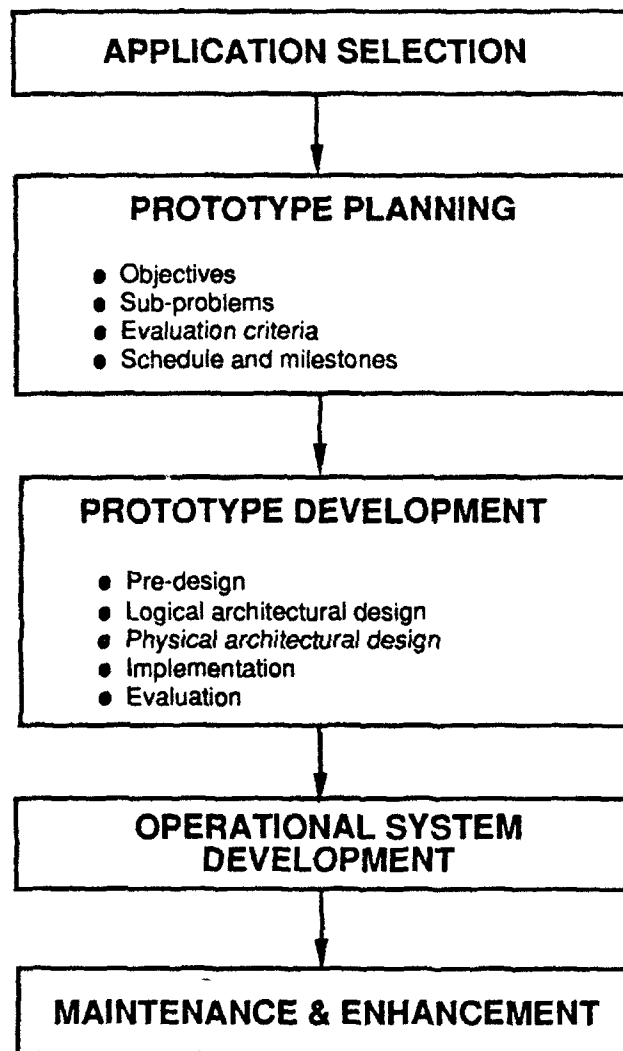 APPLICATION SELECTION
PROTOTYPE PLANNING
● Objectives
● Sub-problems
● Evaluation criteria
● Schedule and milestones
PROTOTYPE DEVELOPMENT
● Pre-design
● Logical architectural design
● Physical architectural design
● Implementation
● Evaluation
OPERATIONAL SYSTEM
DEVELOPMENT
MAINTENANCE & ENHANCEMENT